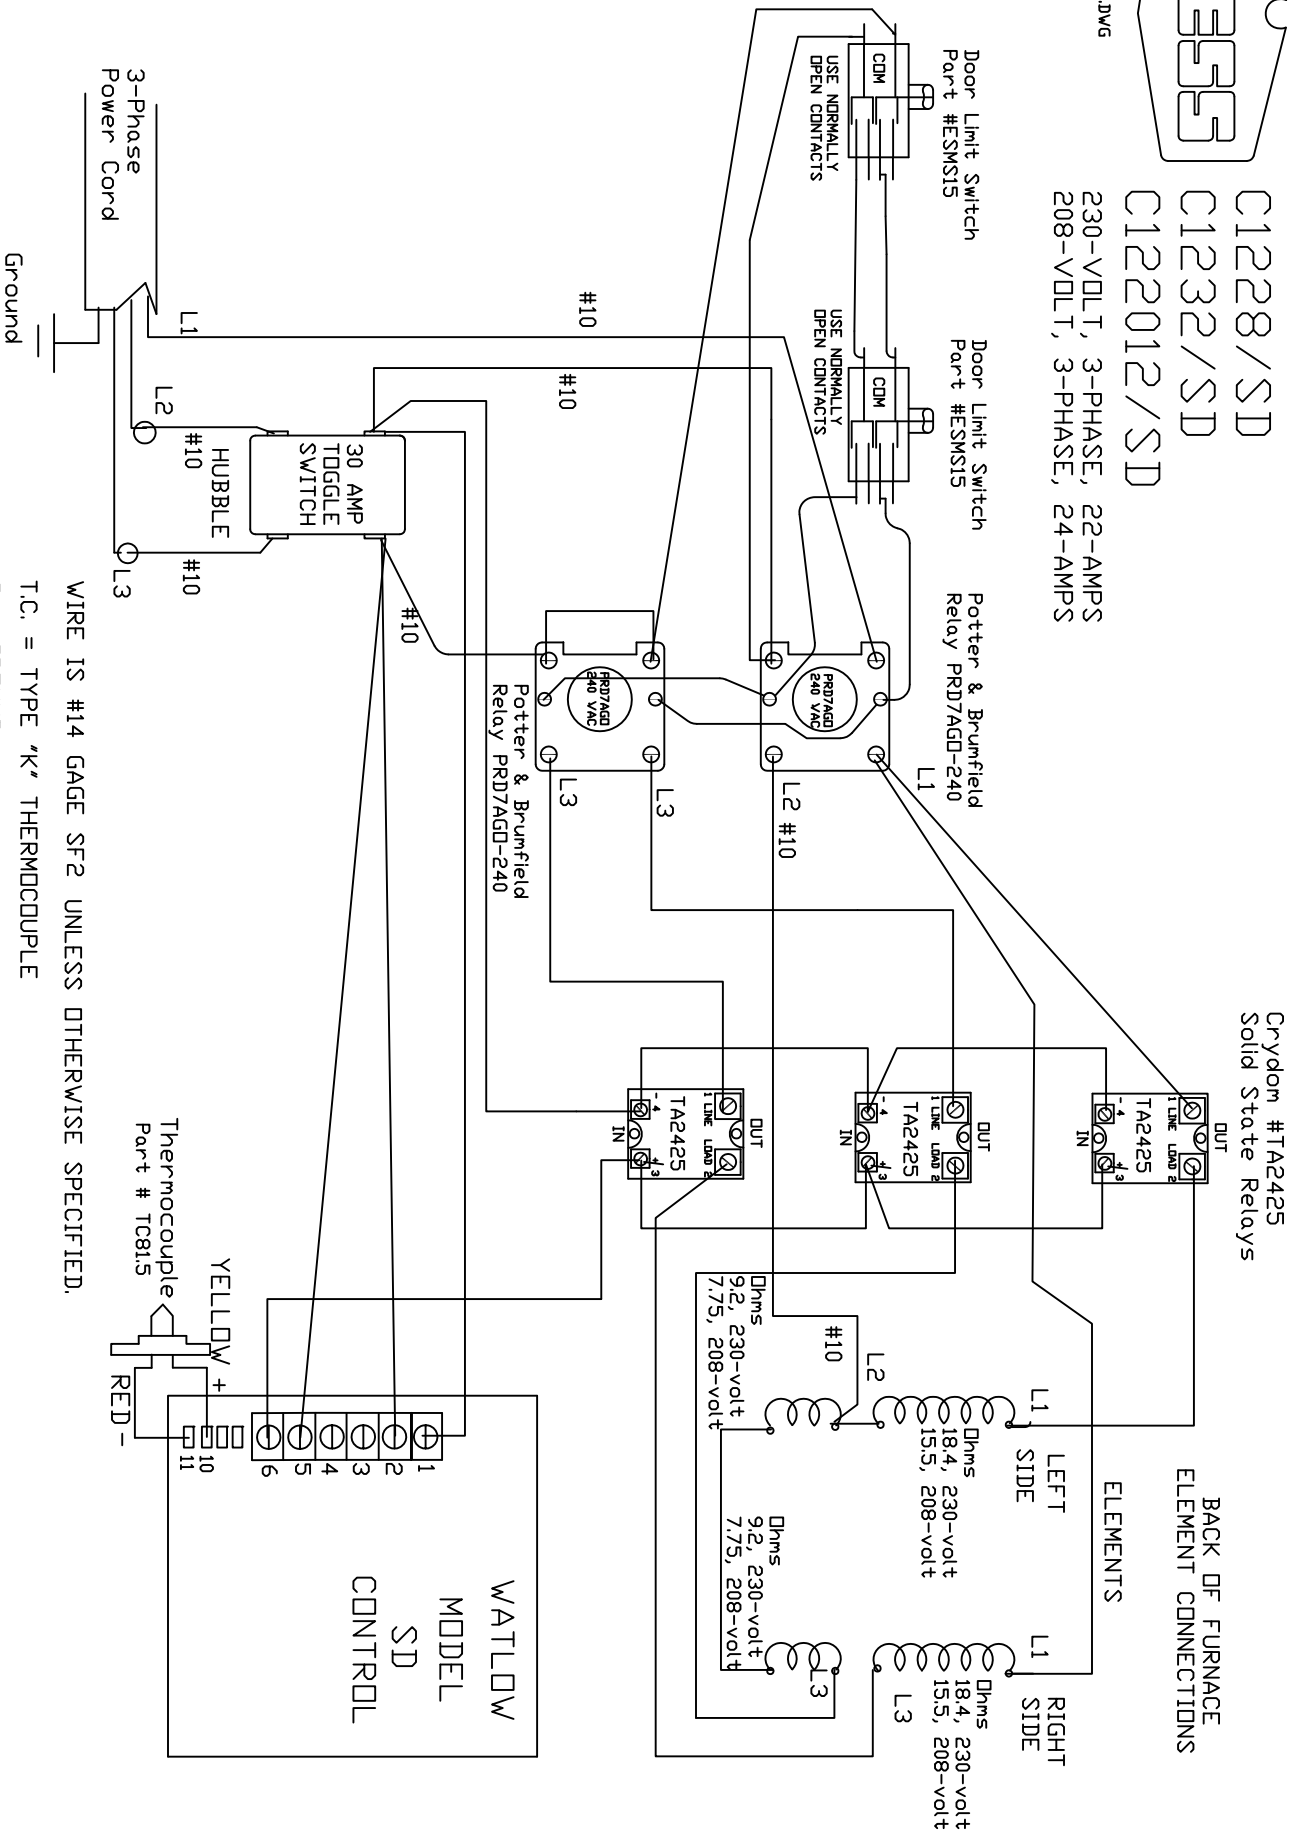 ESS
.DWG
C1228/SD
C1232/SD
C122012/SD
230-VOLT, 3-PHASE, 22-AMPS
208-VOLT, 3-PHASE, 24-AMPS
Crydom #TA2425
Solid State Relays
BACK OF FURNACE
ELEMENT CONNECTIONS
Door Limit Switch
Part #ESMS15
COM
USE NORMALLY
OPEN CONTACTS
Door Limit Switch
Part #ESMS15
COM
USE NORMALLY
OPEN CONTACTS
Potter & Brumfield
Relay PRD7AGO-240
PRD7AGO
240 VAC
L1
L2 #10
OUT
1 LINE LOAD 2
TA2425
- 4
+ 3
IN
OUT
1 LINE LOAD 2
TA2425
- 4
+ 3
IN
OUT
1 LINE LOAD 2
TA2425
- 4
+ 3
IN
ELEMENTS
LEFT
SIDE
L1
RIGHT
SIDE
L1
Ohms
18.4, 230-volt
15.5, 208-volt
Ohms
18.4, 230-volt
15.5, 208-volt
L2
#10
L3
L3
Ohms
9.2, 230-volt
7.75, 208-volt
Ohms
9.2, 230-volt
7.75, 208-volt
PRD7AGO
240 VAC
L3
L3
Potter & Brumfield
Relay PRD7AGO-240
#10
#10
#10
30 AMP
TOGGLE
SWITCH
HUBBLE
3-Phase
Power Cord
L1
L2
#10
L3
#10
Ground
WATLOW
MODEL
SD
CONTROL
1
2
3
4
5
6
10
11
YELLOW +
RED -
Thermocouple
Part # TC81.5
WIRE IS #14 GAGE SF2 UNLESS OTHERWISE SPECIFIED.
T.C. = TYPE "K" THERMOCOUPLE